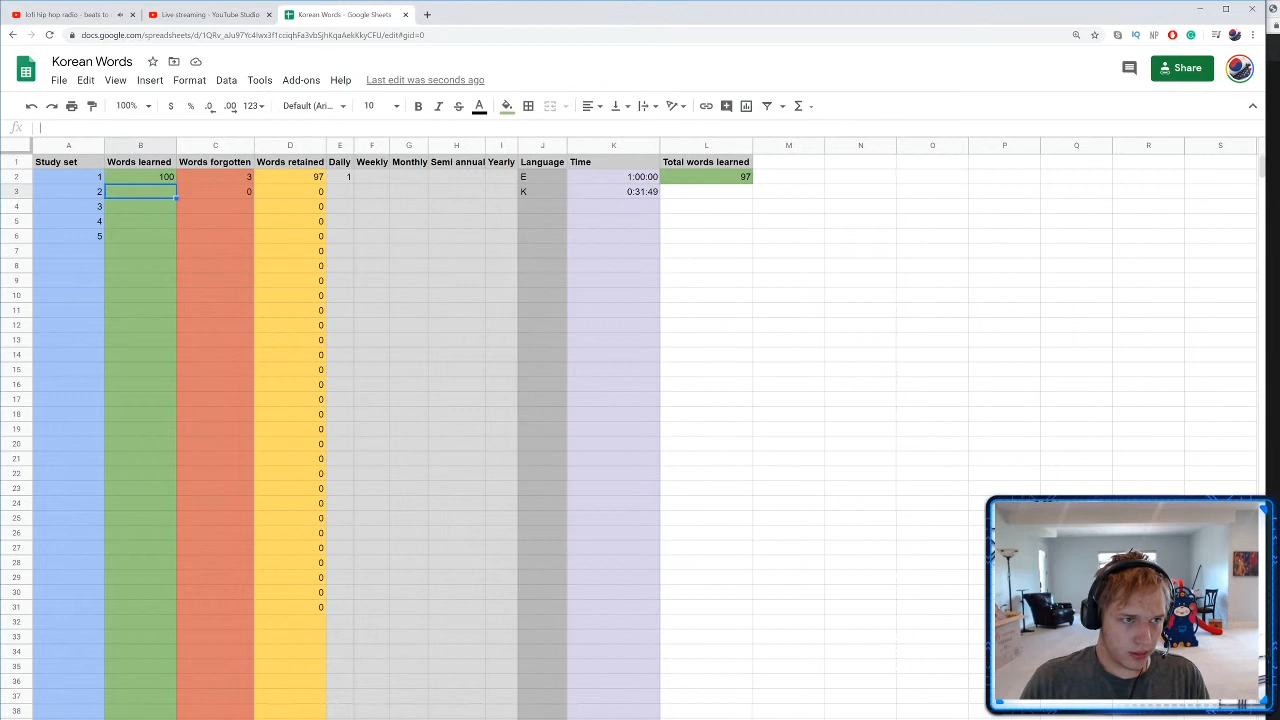 lofi hip hop radio - beats to
Live streaming - YouTube Studio
Korean Words - Google Sheets
docs.google.com/spreadsheets/d/
/edit#gid=0
Korean Words
Share
File Edit View Insert Format Data Tools Add-ons Help Last edit was seconds ago
100% $ % .0 .00 123 Default (Ari... 10
fx
A B C D E F G H I J K L M N O P Q R S
1 Study set Words learned Words forgotten Words retained Daily Weekly Monthly Semi annual Yearly Language Time Total words learned
2 1 100 3 97 1 E 1:00:00 97
3 2 0 0 K 0:31:49
4 3 0
5 4 0
6 5 0
7 0
8 0
9 0
10 0
11 0
12 0
13 0
14 0
15 0
16 0
17 0
18 0
19 0
20 0
21 0
22 0
23 0
24 0
25 0
26 0
27 0
28 0
29 0
30 0
31 0
32
33
34
35
36
37
38